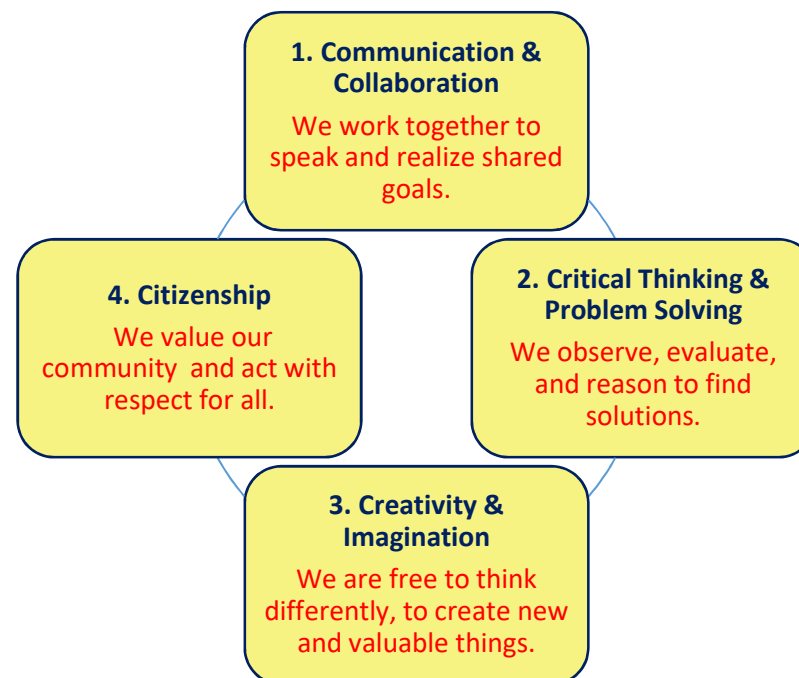 1. Communication &
Collaboration
We work together to
speak and realize shared
goals.
2. Critical Thinking &
Problem Solving
We observe, evaluate,
and reason to find
solutions.
3. Creativity &
Imagination
We are free to think
differently, to create new
and valuable things.
4. Citizenship
We value our
community  and act with
respect for all.